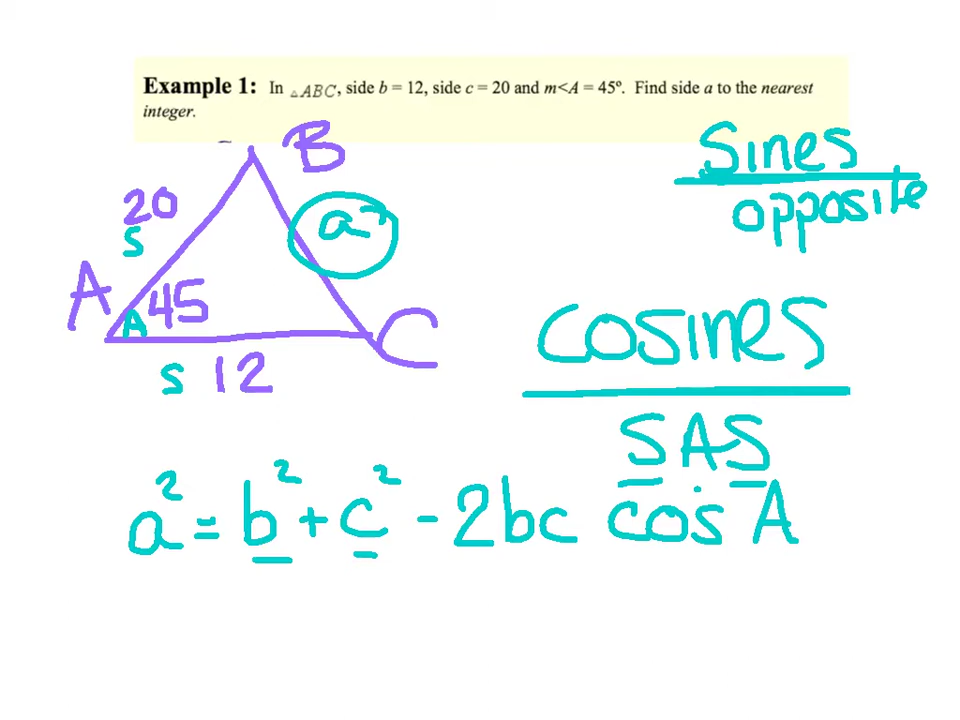 Example 1: In △ABC, side b = 12, side c = 20 and m<A = 45º. Find side a to the nearest
integer.
B
Sines
opposite
20
S
a?
A
45
A
C
S 12
cosines
SAS
a² = b² + c² - 2bc cos A